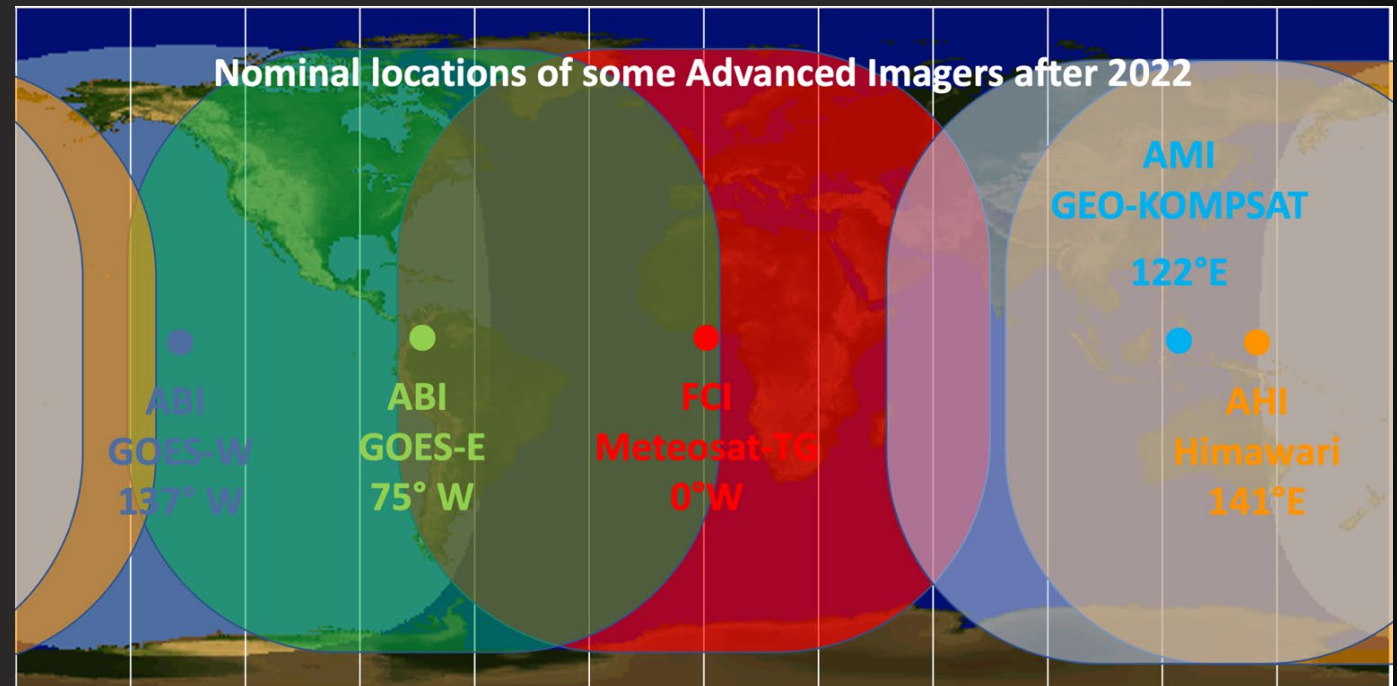 Nominal locations of some Advanced Imagers after 2022
AMI
GEO-KOMPSAT
122°E
ABI
GOES-W
137° W
ABI
GOES-E
75° W
FCI
Meteosat-TG
0°W
AHI
Himawari
141°E